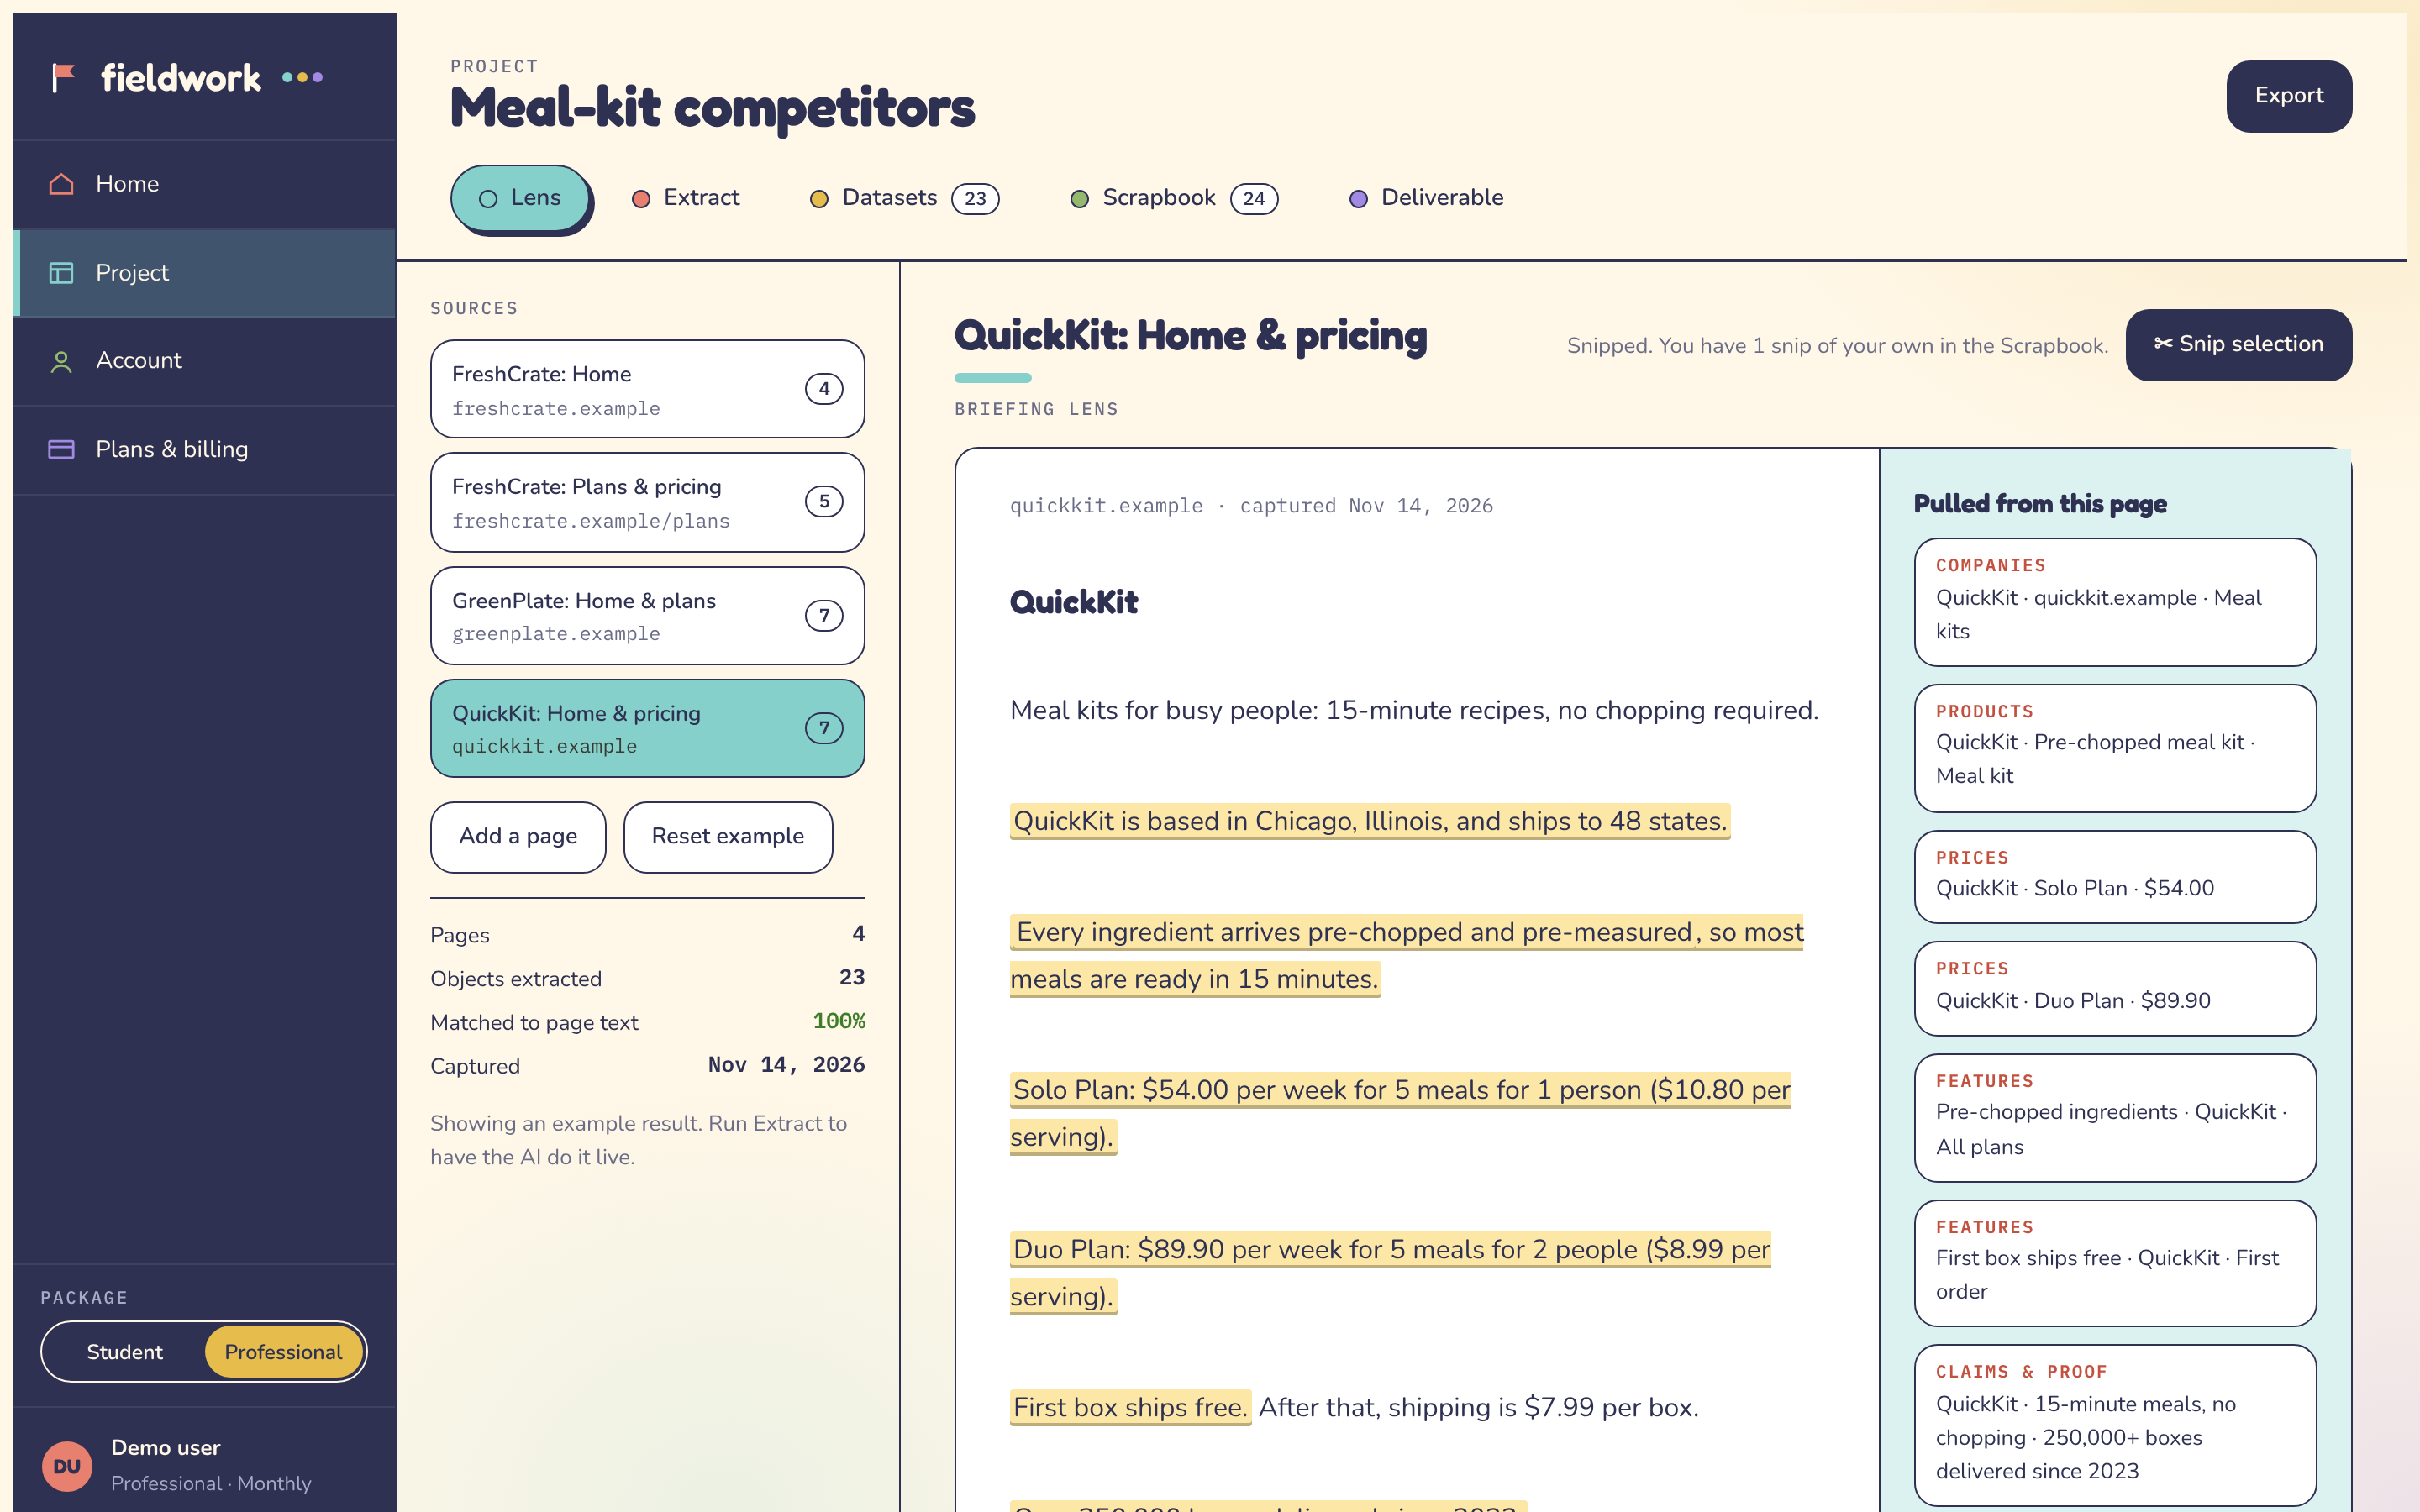 fieldwork
Home
Project
Account
Plans & billing
PACKAGE
Student
Professional
DU
Demo user
Professional · Monthly
PROJECT
Meal-kit competitors
Export
Lens
Extract
Datasets 23
Scrapbook 24
Deliverable
SOURCES
FreshCrate: Home
freshcrate.example
4
FreshCrate: Plans & pricing
freshcrate.example/plans
5
GreenPlate: Home & plans
greenplate.example
7
QuickKit: Home & pricing
quickkit.example
7
Add a page
Reset example
Pages 4
Objects extracted 23
Matched to page text 100%
Captured Nov 14, 2026
Showing an example result. Run Extract to
have the AI do it live.
QuickKit: Home & pricing
Snipped. You have 1 snip of your own in the Scrapbook.
✂ Snip selection
BRIEFING LENS
quickkit.example · captured Nov 14, 2026
QuickKit
Meal kits for busy people: 15-minute recipes, no chopping required.
QuickKit is based in Chicago, Illinois, and ships to 48 states.
Every ingredient arrives pre-chopped and pre-measured, so most
meals are ready in 15 minutes.
Solo Plan: $54.00 per week for 5 meals for 1 person ($10.80 per
serving).
Duo Plan: $89.90 per week for 5 meals for 2 people ($8.99 per
serving).
First box ships free. After that, shipping is $7.99 per box.
Pulled from this page
COMPANIES
QuickKit · quickkit.example · Meal
kits
PRODUCTS
QuickKit · Pre-chopped meal kit ·
Meal kit
PRICES
QuickKit · Solo Plan · $54.00
PRICES
QuickKit · Duo Plan · $89.90
FEATURES
Pre-chopped ingredients · QuickKit ·
All plans
FEATURES
First box ships free · QuickKit · First
order
CLAIMS & PROOF
QuickKit · 15-minute meals, no
chopping · 250,000+ boxes
delivered since 2023